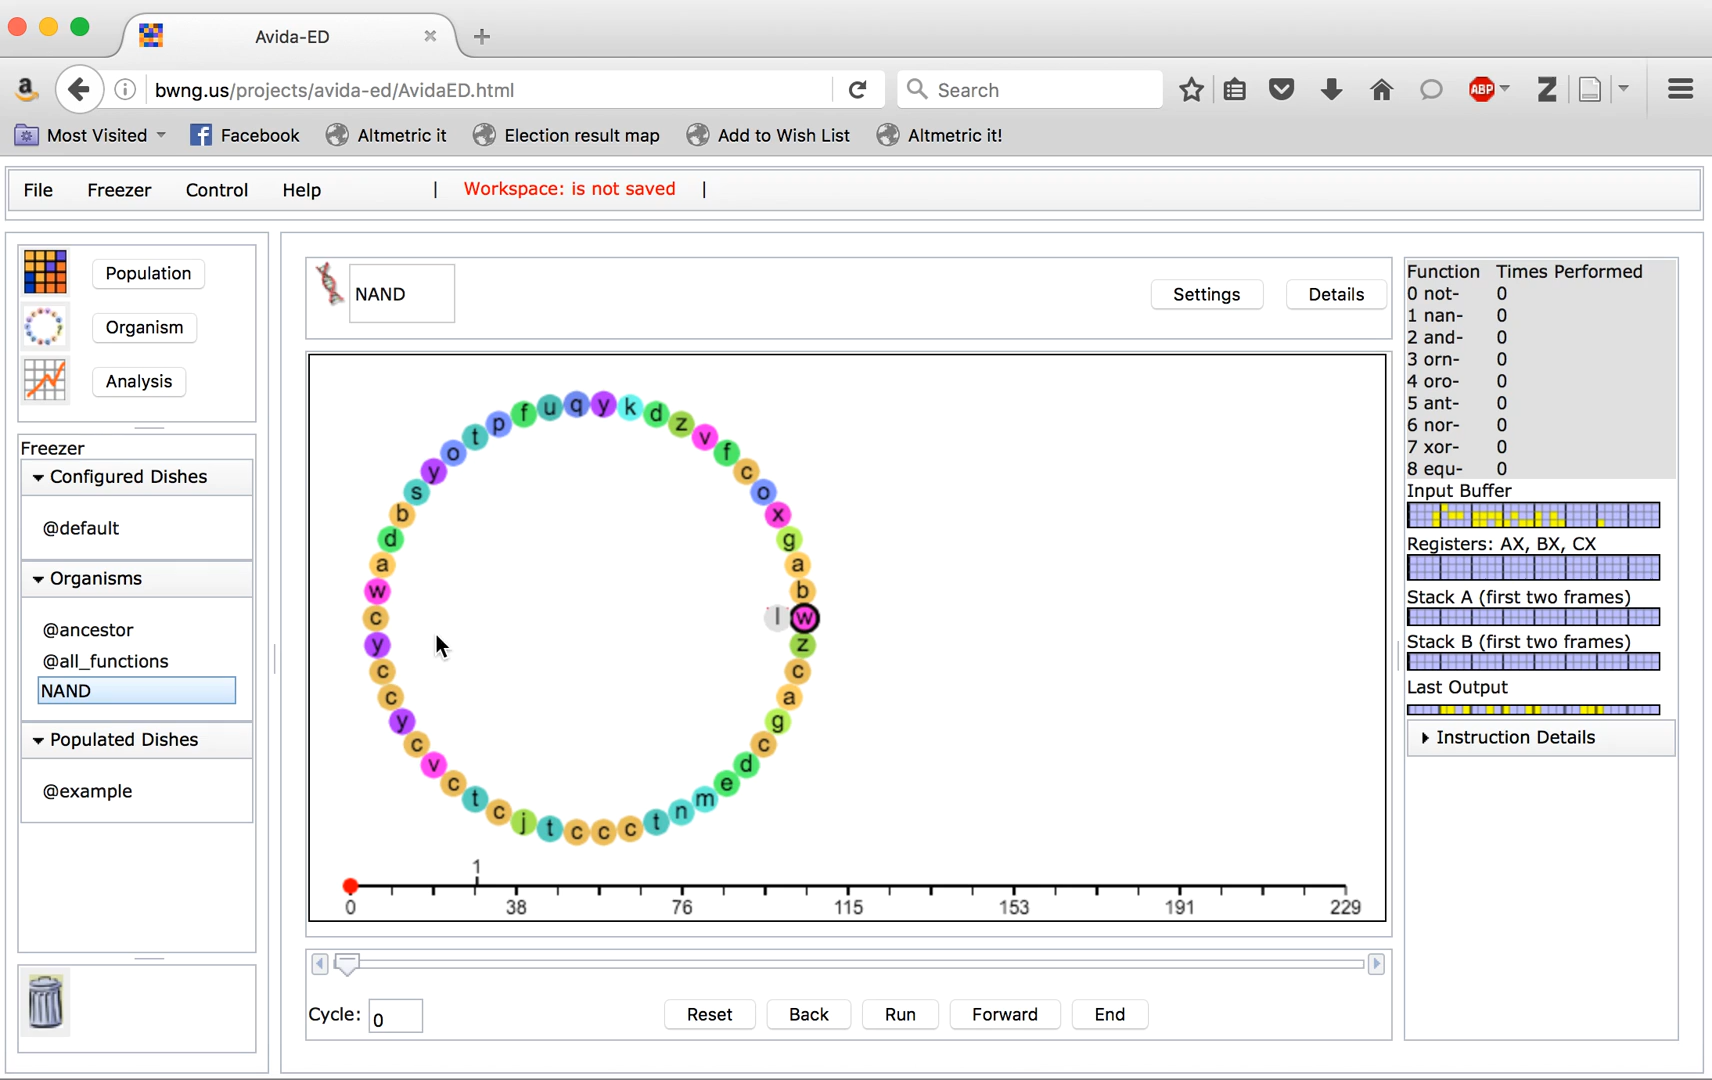 Avida-ED
bwng.us/projects/avida-ed/AvidaED.html
Search
ABP
Z
Most Visited
Facebook
Altmetric it
Election result map
Add to Wish List
Altmetric it!
File Freezer Control Help | Workspace: is not saved |
Population
Organism
Analysis
Freezer
Configured Dishes
@default
Organisms
@ancestor
@all_functions
NAND
Populated Dishes
@example
NAND
Settings
Details
w z c a g c d e m n t c c c t j c t c v c y c c y c w a d b s y o t p f u q y k d z v f c o x g a b
l
1
0 38 76 115 153 191 229
Cycle: 0
Reset Back Run Forward End
Function Times Performed
0 not- 0
1 nan- 0
2 and- 0
3 orn- 0
4 oro- 0
5 ant- 0
6 nor- 0
7 xor- 0
8 equ- 0
Input Buffer
Registers: AX, BX, CX
Stack A (first two frames)
Stack B (first two frames)
Last Output
Instruction Details